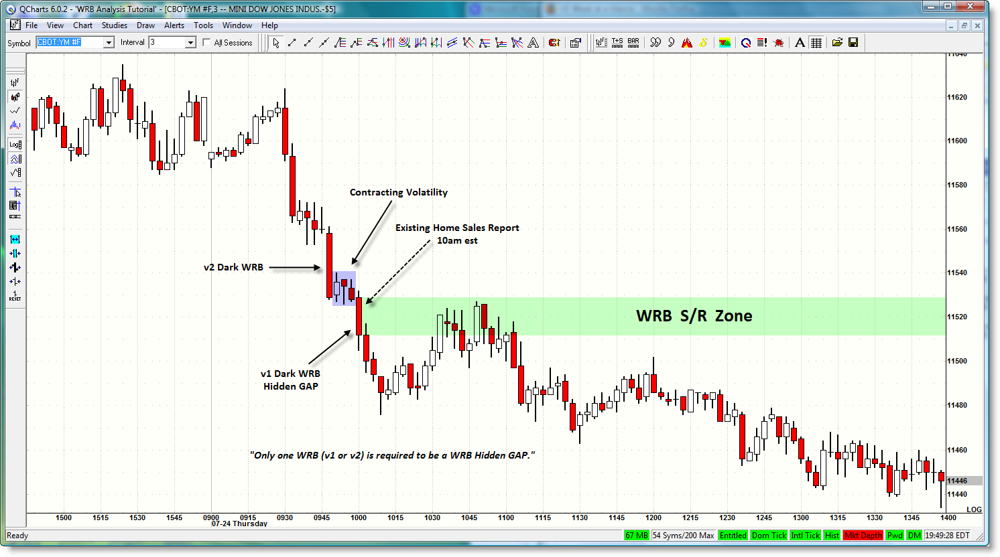 QCharts 6.0.2 - 'WRB Analysis Tutorial' - [CBOT:YM #F,3 -- MINI DOW JONES INDUS.-$5]
File View Chart Studies Draw Alerts Tools Window Help
Symbol CBOT:YM #F Interval 3 All Sessions
T+S BAR
Log
RESET
11640
11620
11600
11580
11560
11540
11520
11500
11480
11460
11446
11440
LOG
Contracting Volatility
Existing Home Sales Report
10am est
v2 Dark WRB
WRB S/R Zone
v1 Dark WRB
Hidden GAP
"Only one WRB (v1 or v2) is required to be a WRB Hidden GAP."
1500 1515 1530 1545 0900 0915 0930 0945 1000 1015 1030 1045 1100 1115 1130 1145 1200 1215 1230 1245 1300 1315 1330 1345 1400
07-24 Thursday
Ready 67 MB 54 Syms/200 Max Entitled Dom Tick Intl Tick Hist Mkt Depth Pwd DM 19:49:28 EDT